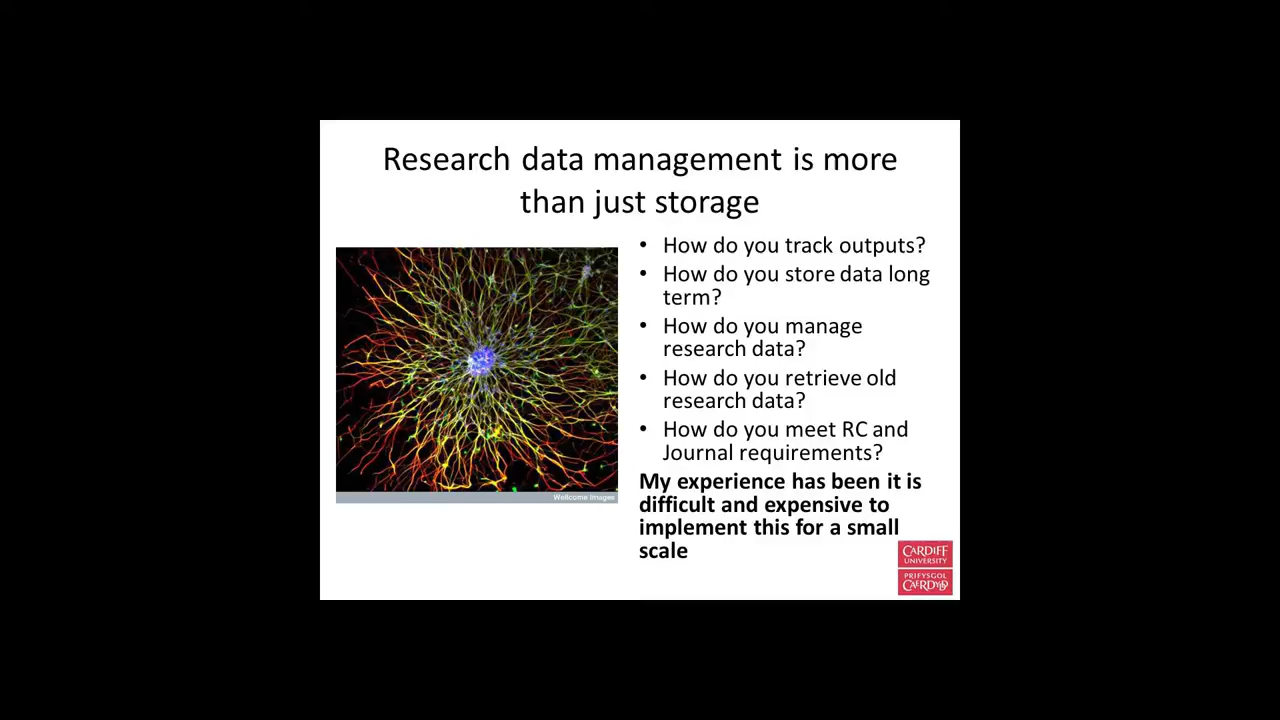 Research data management is more
than just storage
• How do you track outputs?
• How do you store data long
term?
• How do you manage
research data?
• How do you retrieve old
research data?
• How do you meet RC and
Journal requirements?
My experience has been it is
difficult and expensive to
implement this for a small
scale
Wellcome Images
CARDIFF
UNIVERSITY
PRIFYSGOL
CAERDYDD